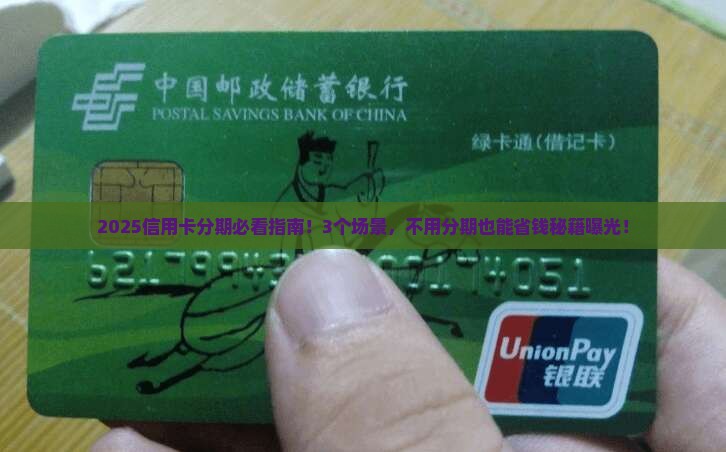 中国邮政储蓄银行
POSTAL SAVINGS BANK OF CHINA
绿卡通(借记卡)
2025信用卡分期必看指南！3个场景，不用分期也能省钱秘籍曝光！
UnionPay
银联